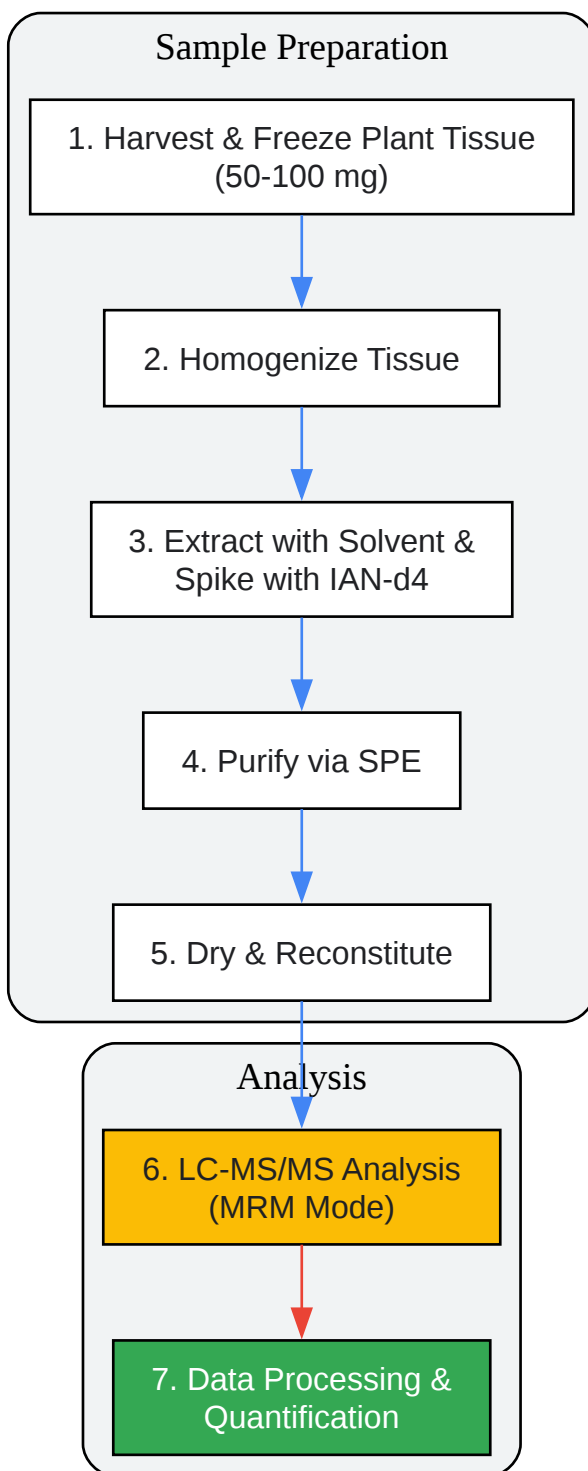 Sample Preparation
1. Harvest & Freeze Plant Tissue
(50-100 mg)
2. Homogenize Tissue
3. Extract with Solvent &
Spike with IAN-d4
4. Purify via SPE
5. Dry & Reconstitute
Analysis
6. LC-MS/MS Analysis
(MRM Mode)
7. Data Processing &
Quantification